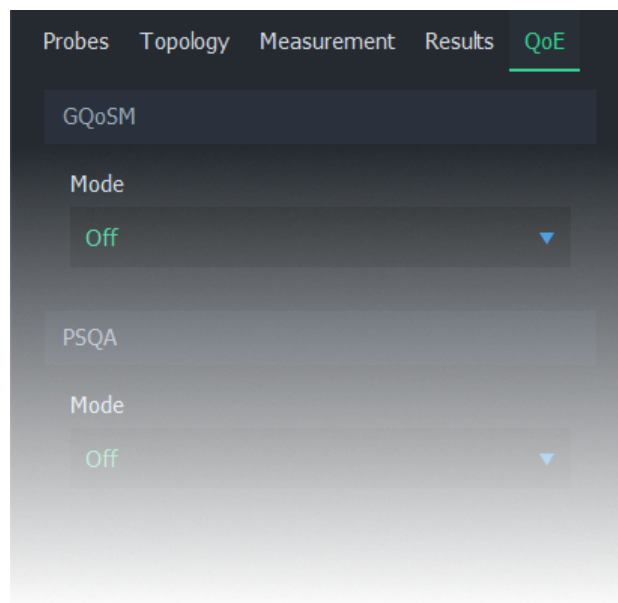 Probes Topology Measurement Results QoE
GQoSM
Mode
Off
PSQA
Mode
Off